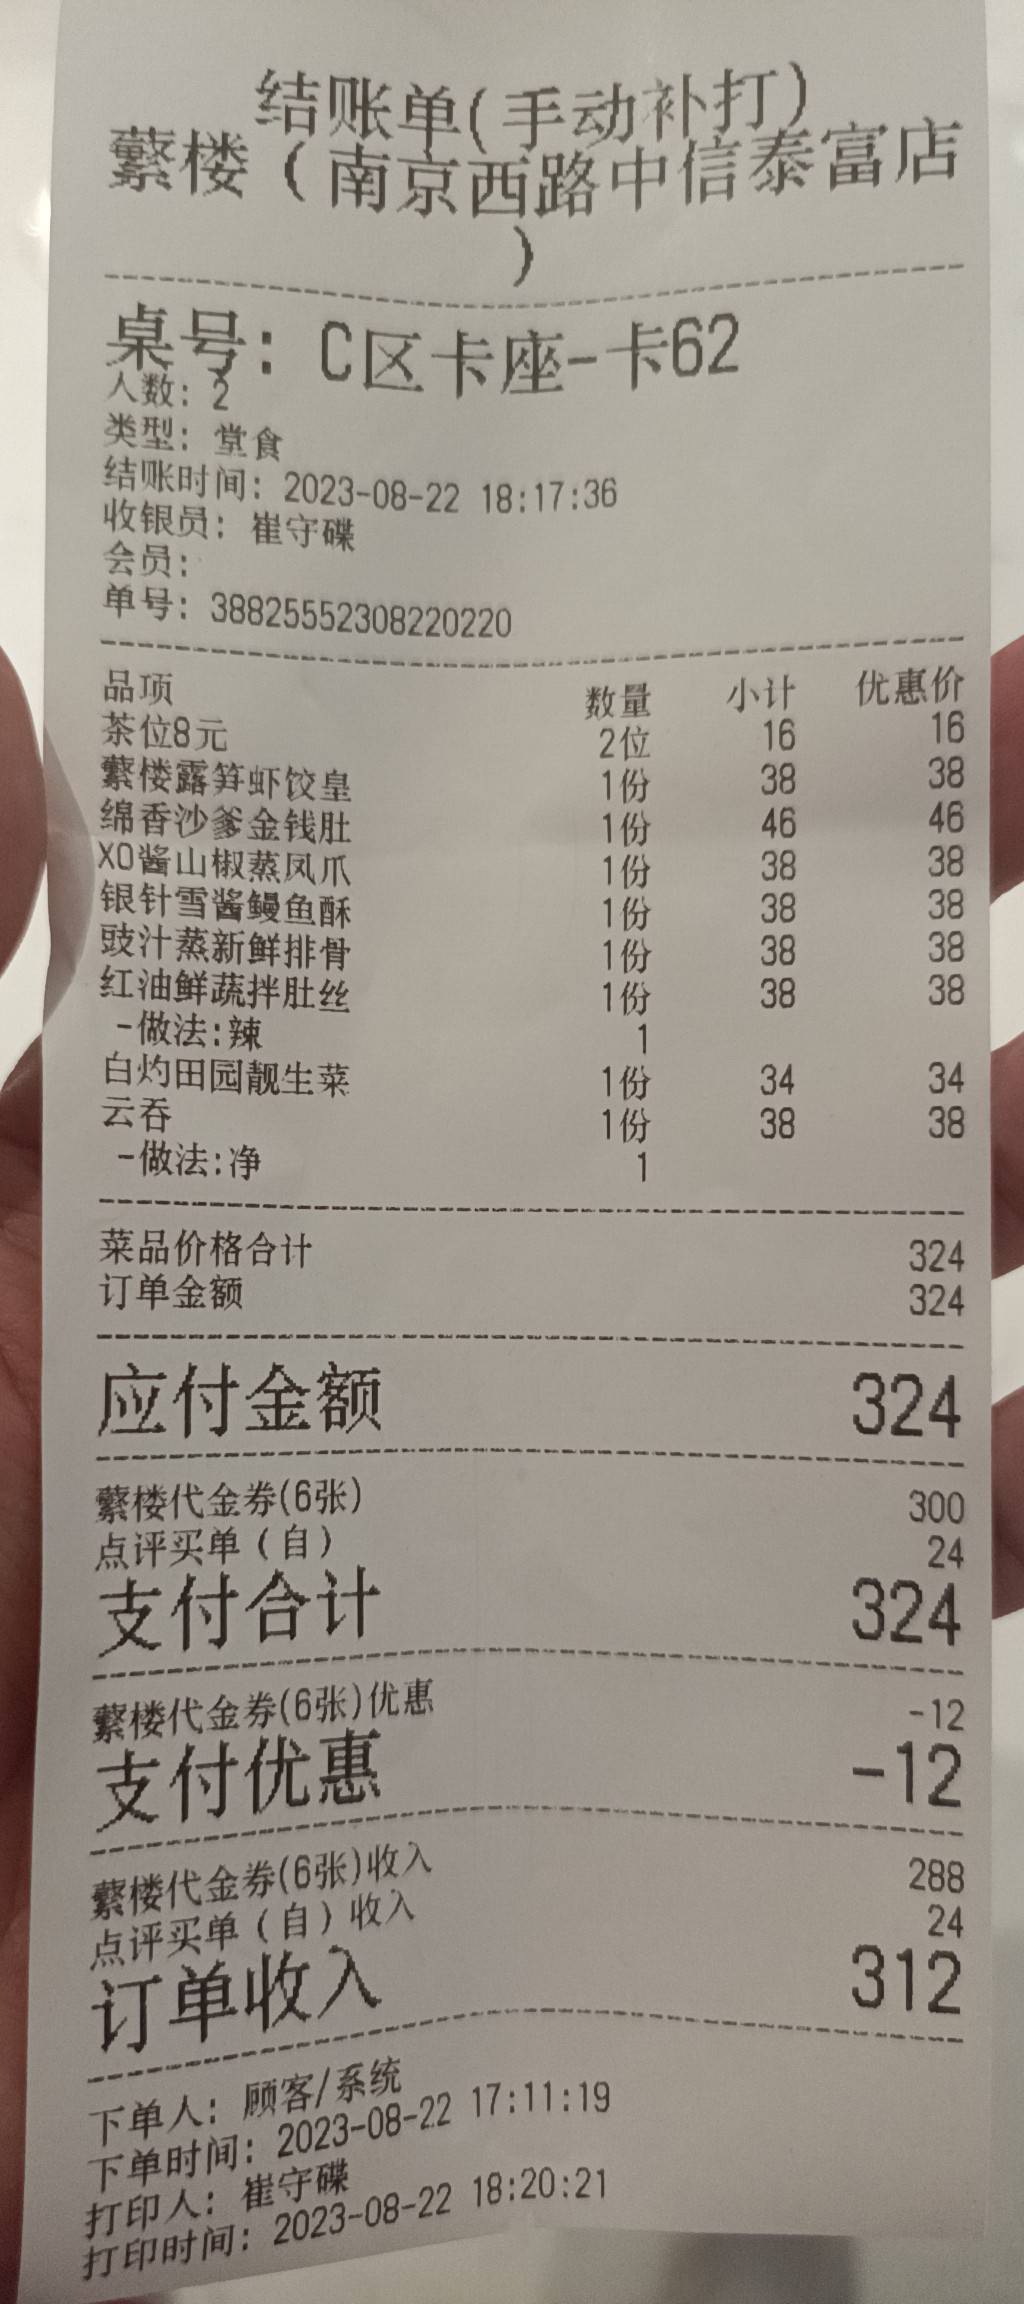 结账单(手动补打)
蘩楼（南京西路中信泰富店
）
桌号：C区卡座-卡62
人数：2
类型：堂食
结账时间：2023-08-22 18:17:36
收银员：崔守碟
会员：
单号：38825552308220220
品项 数量 小计 优惠价
茶位8元 2位 16 16
蘩楼露笋虾饺皇 1份 38 38
绵香沙爹金钱肚 1份 46 46
XO酱山椒蒸凤爪 1份 38 38
银针雪酱鳗鱼酥 1份 38 38
豉汁蒸新鲜排骨 1份 38 38
红油鲜蔬拌肚丝 1份 38 38
-做法:辣 1
白灼田园靓生菜 1份 34 34
云吞 1份 38 38
-做法:净 1
菜品价格合计 324
订单金额 324
应付金额 324
蘩楼代金券(6张) 300
点评买单（自） 24
支付合计 324
蘩楼代金券(6张)优惠 -12
支付优惠 -12
蘩楼代金券(6张)收入 288
点评买单（自）收入 24
订单收入 312
下单人：顾客/系统
下单时间：2023-08-22 17:11:19
打印人：崔守碟
打印时间：2023-08-22 18:20:21